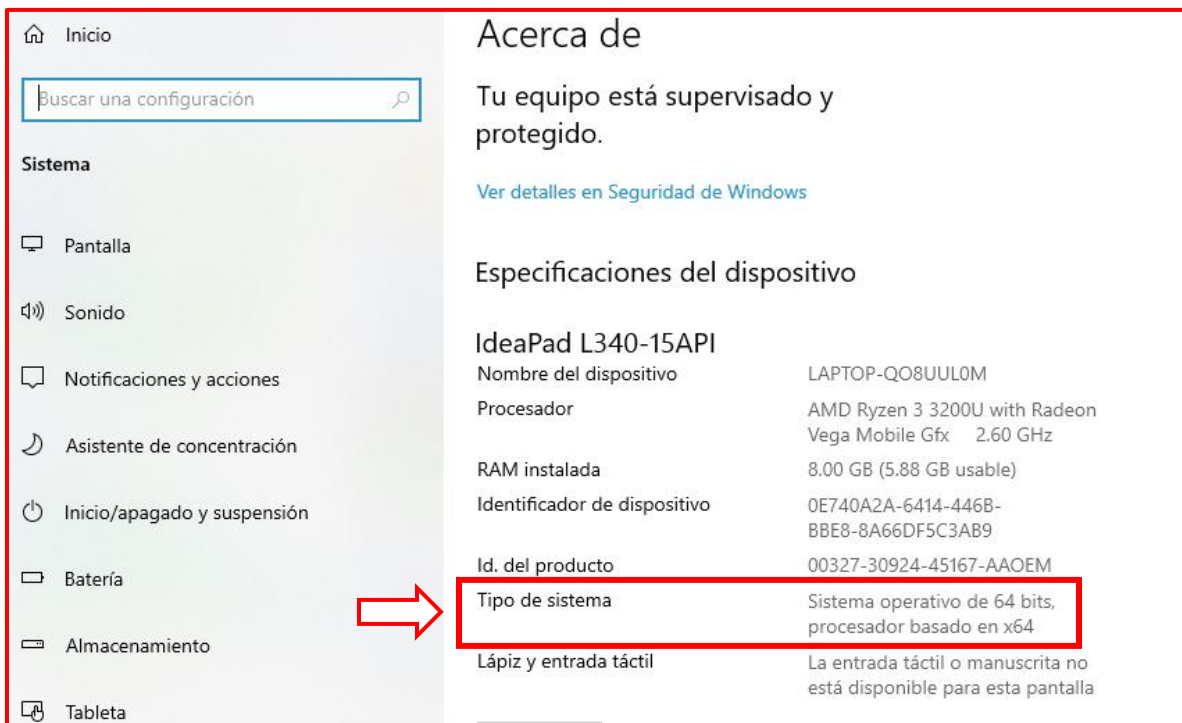 Inicio
Buscar una configuración
Sistema
Pantalla
Sonido
Notificaciones y acciones
Asistente de concentración
Inicio/apagado y suspensión
Batería
Almacenamiento
Tableta
Acerca de
Tu equipo está supervisado y
protegido.
Ver detalles en Seguridad de Windows
Especificaciones del dispositivo
IdeaPad L340-15API
Nombre del dispositivo LAPTOP-QO8UUL0M
Procesador AMD Ryzen 3 3200U with Radeon
Vega Mobile Gfx 2.60 GHz
RAM instalada 8.00 GB (5.88 GB usable)
Identificador de dispositivo 0E740A2A-6414-446B-
BBE8-8A66DF5C3AB9
Id. del producto 00327-30924-45167-AAOEM
Tipo de sistema Sistema operativo de 64 bits,
procesador basado en x64
Lápiz y entrada táctil La entrada táctil o manuscrita no
está disponible para esta pantalla